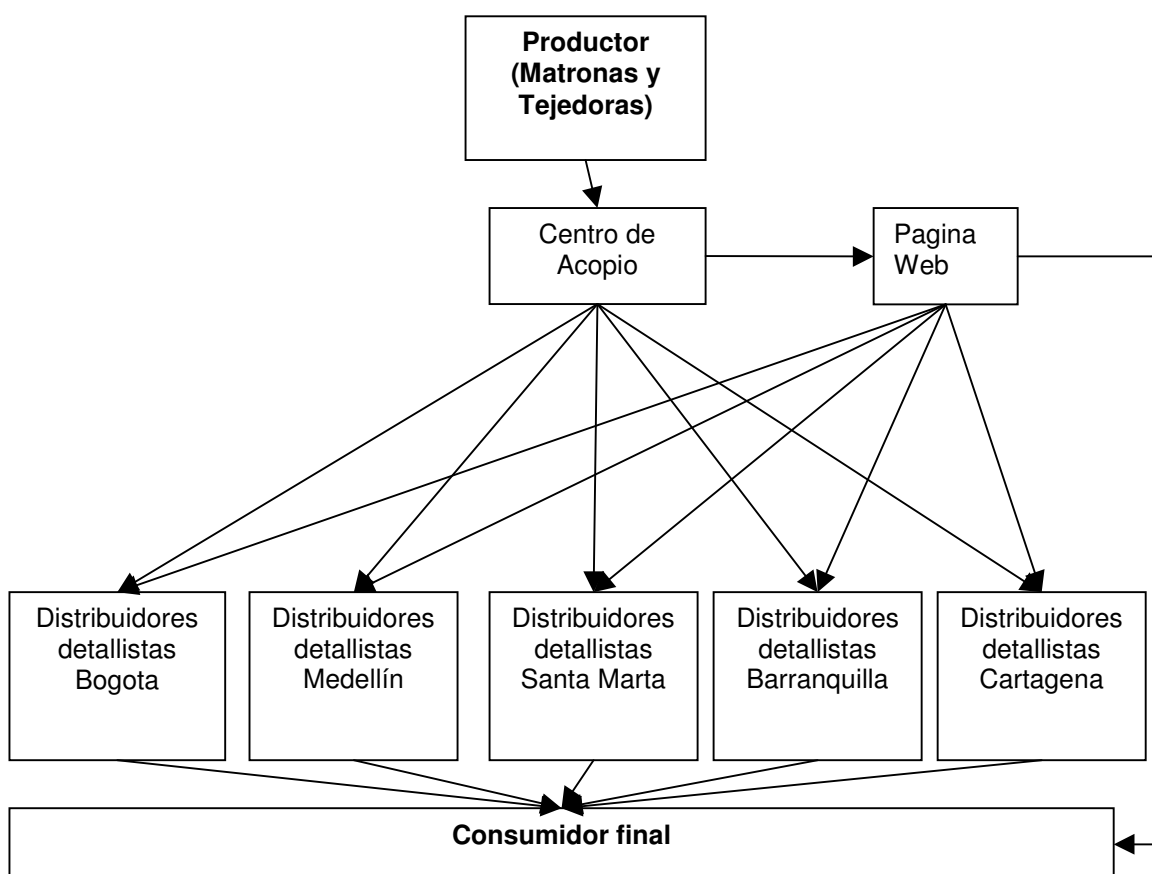 Productor
(Matronas y
Tejedoras)
Centro de
Acopio
Pagina
Web
Distribuidores
detallistas
Bogota
Distribuidores
detallistas
Medellín
Distribuidores
detallistas
Santa Marta
Distribuidores
detallistas
Barranquilla
Distribuidores
detallistas
Cartagena
Consumidor final